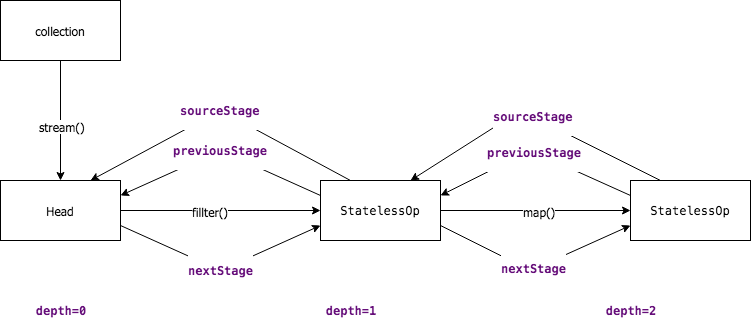 collection
stream()
sourceStage
sourceStage
previousStage
previousStage
Head
fillter()
StatelessOp
map()
StatelessOp
nextStage
nextStage
depth=0
depth=1
depth=2